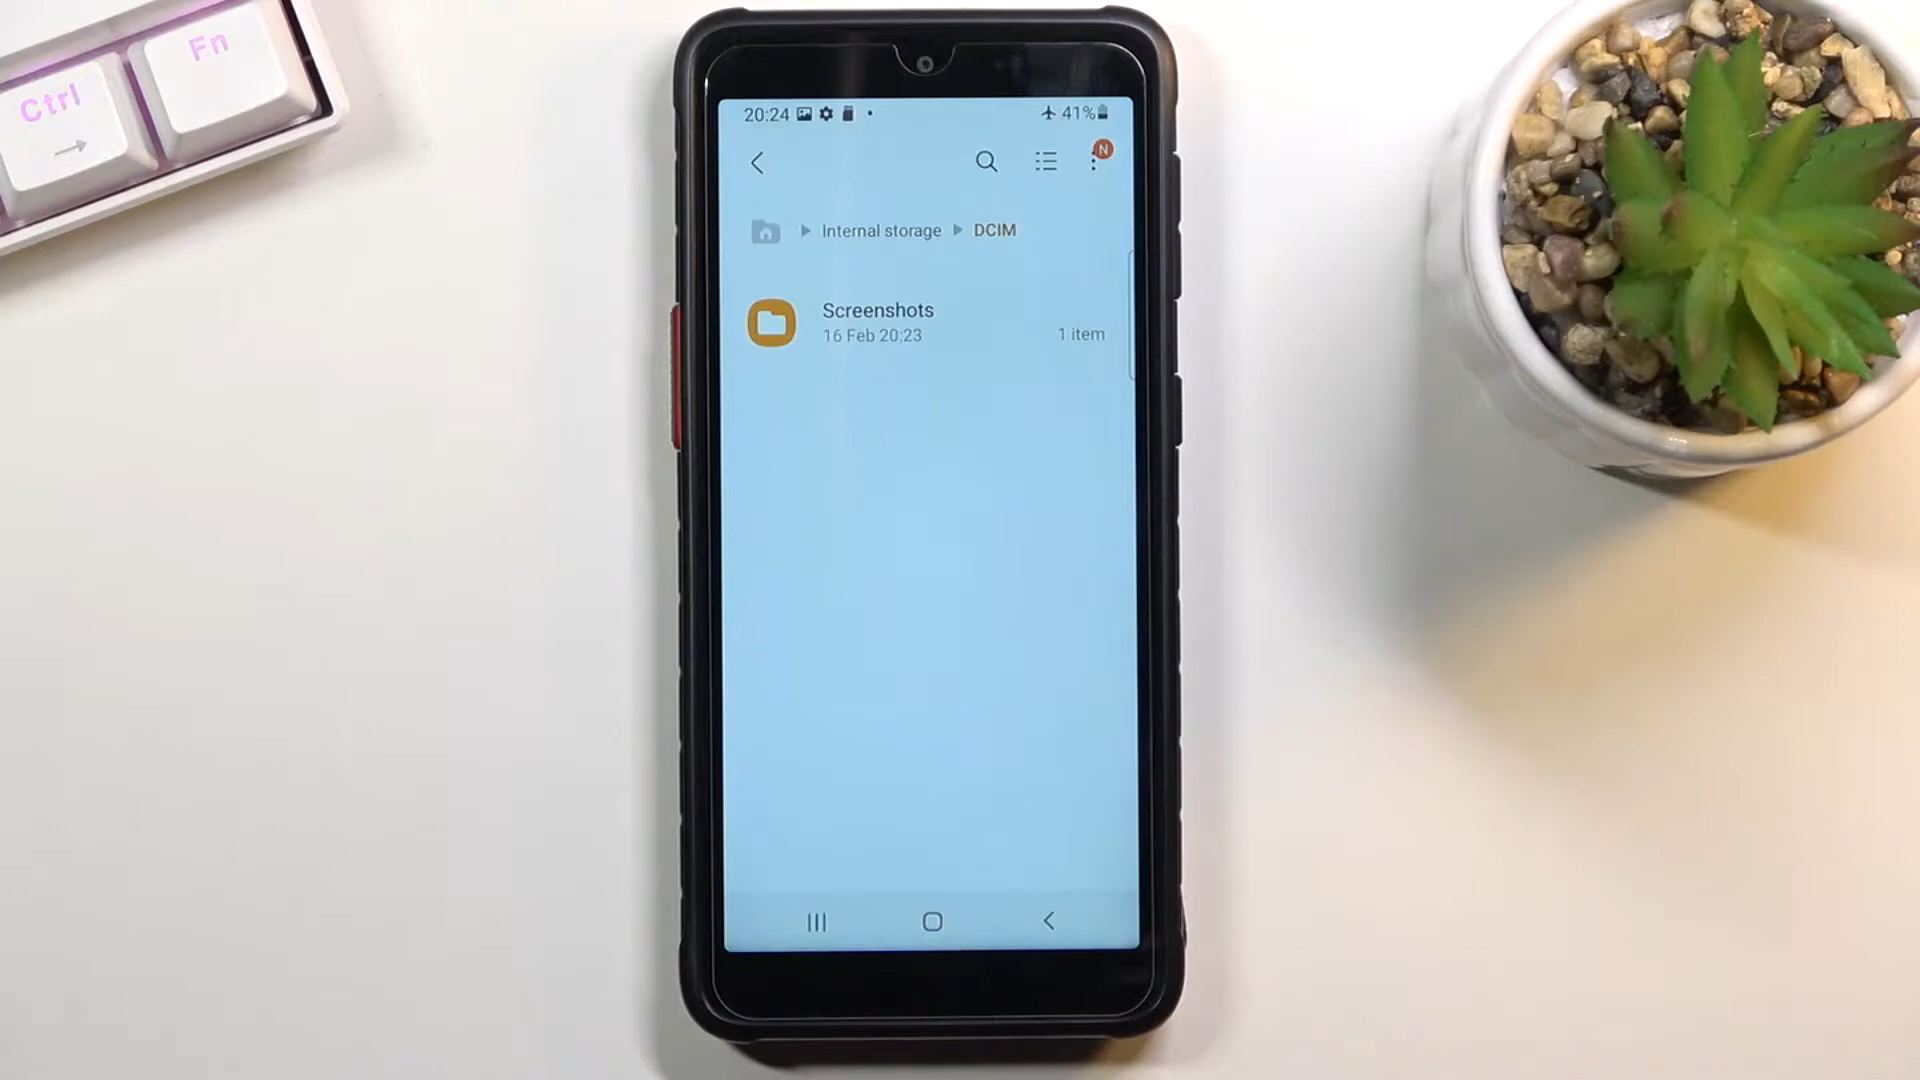 Ctrl
Fn
20:24
41%
N
Internal storage
DCIM
Screenshots
16 Feb 20:23
1 item